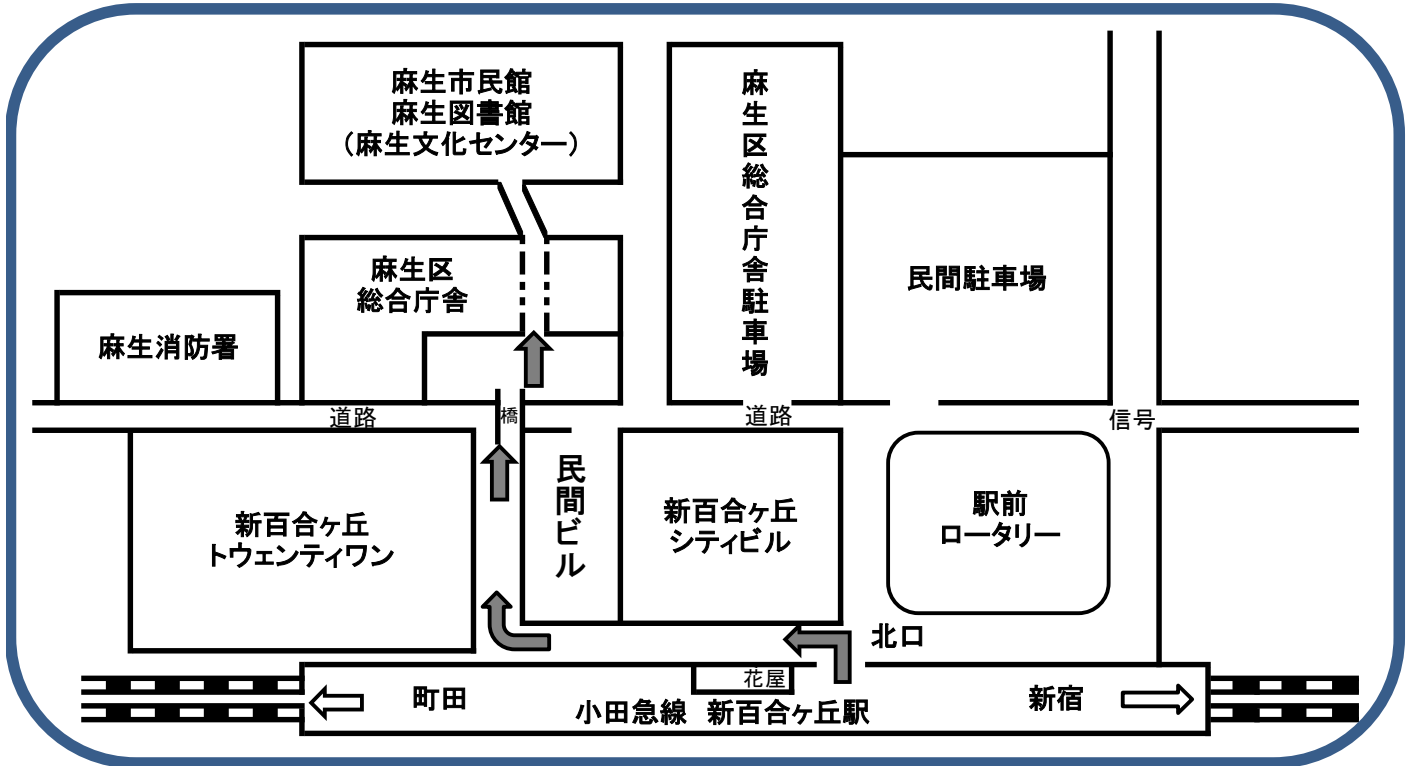 麻生市民館
麻生図書館
（麻生文化センター）
麻生区総合庁舎駐車場
麻生区
総合庁舎
民間駐車場
麻生消防署
道路
橋
道路
信号
新百合ヶ丘
トウェンティワン
民間ビル
新百合ヶ丘
シティビル
駅前
ロータリー
北口
花屋
町田
小田急線 新百合ヶ丘駅
新宿